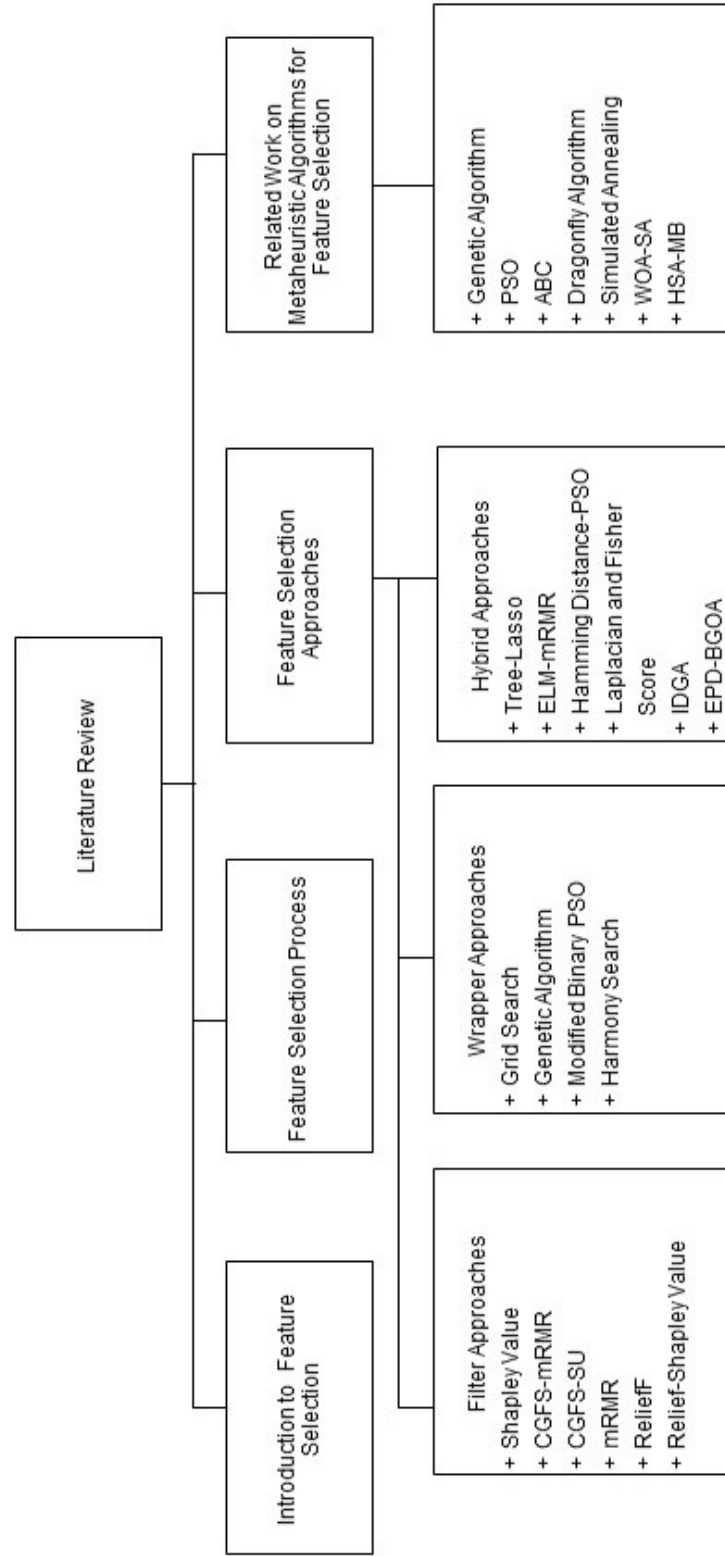 Literature Review
Introduction to Feature
Selection
Feature Selection Process
Feature Selection
Approaches
Related Work on
Metaheuristic Algorithms for
Feature Selection
Filter Approaches
+ Shapley Value
+ CGFS-mRMR
+ CGFS-SU
+ mRMR
+ ReliefF
+ Relief-Shapley Value
Wrapper Approaches
+ Grid Search
+ Genetic Algorithm
+ Modified Binary PSO
+ Harmony Search
Hybrid Approaches
+ Tree-Lasso
+ ELM-mRMR
+ Hamming Distance-PSO
+ Laplacian and Fisher
Score
+ IDGA
+ EPD-BGOA
+ Genetic Algorithm
+ PSO
+ ABC
+ Dragonfly Algorithm
+ Simulated Annealing
+ WOA-SA
+ HSA-MB